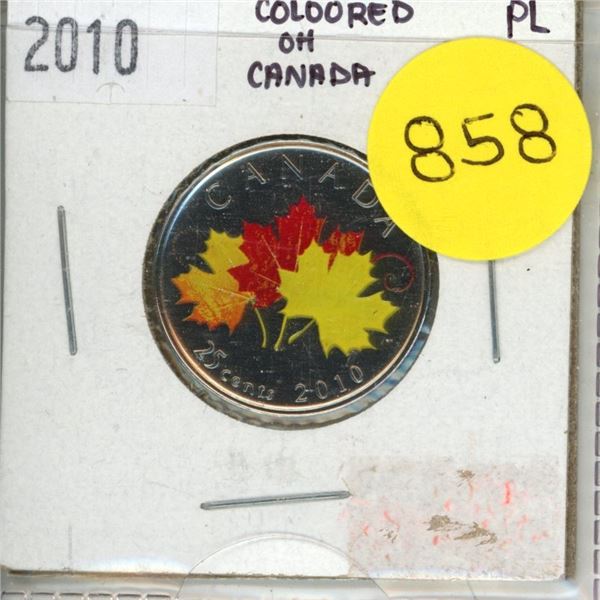 2010
COLOORED
OH
CANADA
PL
858
CANADA
25 cents 2010